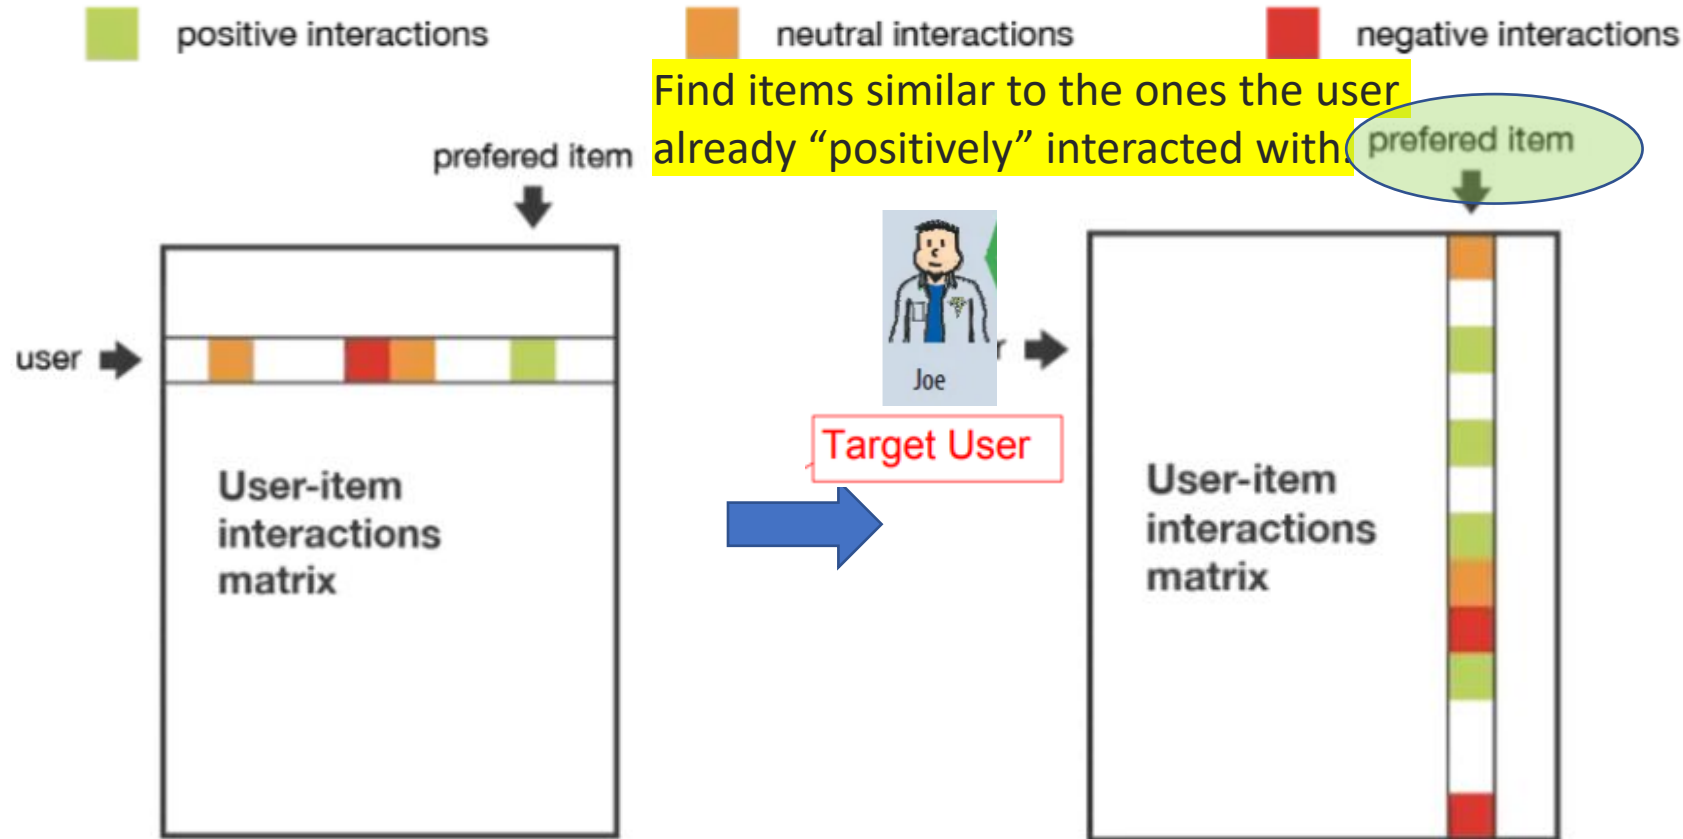 positive interactions
neutral interactions
negative interactions
Find items similar to the ones the user
already “positively” interacted with.
prefered item
prefered item
user
r
Joe
Target User
User-item
interactions
matrix
User-item
interactions
matrix